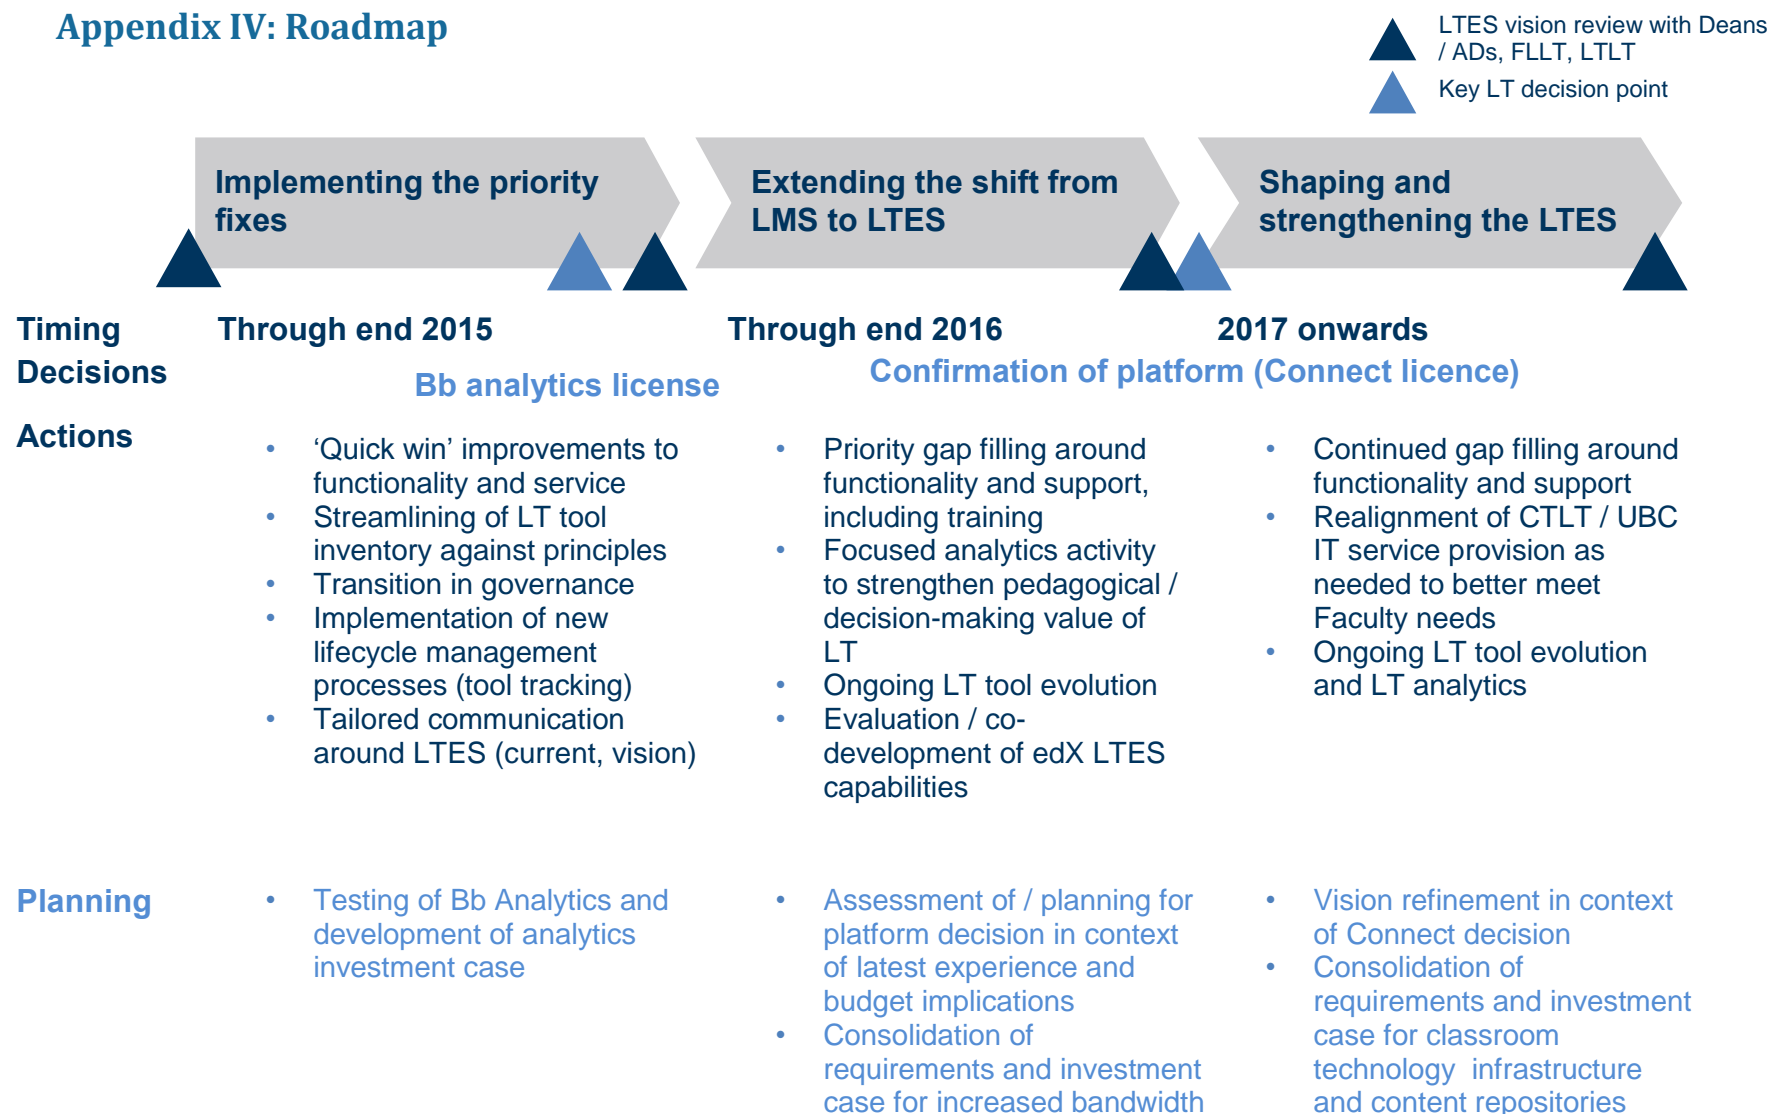 Appendix IV: Roadmap
LTES vision review with Deans
/ ADs, FLLT, LTLT
Key LT decision point
Implementing the priority
fixes
Extending the shift from
LMS to LTES
Shaping and
strengthening the LTES
Timing
Through end 2015
Through end 2016
2017 onwards
Decisions
Bb analytics license
Confirmation of platform (Connect licence)
Actions
• ‘Quick win’ improvements to
functionality and service
• Streamlining of LT tool
inventory against principles
• Transition in governance
• Implementation of new
lifecycle management
processes (tool tracking)
• Tailored communication
around LTES (current, vision)
• Priority gap filling around
functionality and support,
including training
• Focused analytics activity
to strengthen pedagogical /
decision-making value of
LT
• Ongoing LT tool evolution
• Evaluation / co-
development of edX LTES
capabilities
• Continued gap filling around
functionality and support
• Realignment of CTLT / UBC
IT service provision as
needed to better meet
Faculty needs
• Ongoing LT tool evolution
and LT analytics
Planning
• Testing of Bb Analytics and
development of analytics
investment case
• Assessment of / planning for
platform decision in context
of latest experience and
budget implications
• Consolidation of
requirements and investment
case for increased bandwidth
• Vision refinement in context
of Connect decision
• Consolidation of
requirements and investment
case for classroom
technology infrastructure
and content repositories